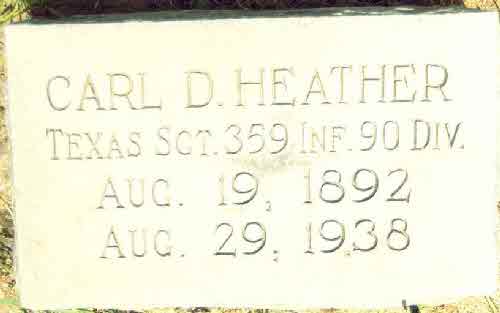 CARL D. HEATHER
TEXAS SGT. 359 INF. 90 DIV.
AUG. 19, 1892
AUG. 29, 1938